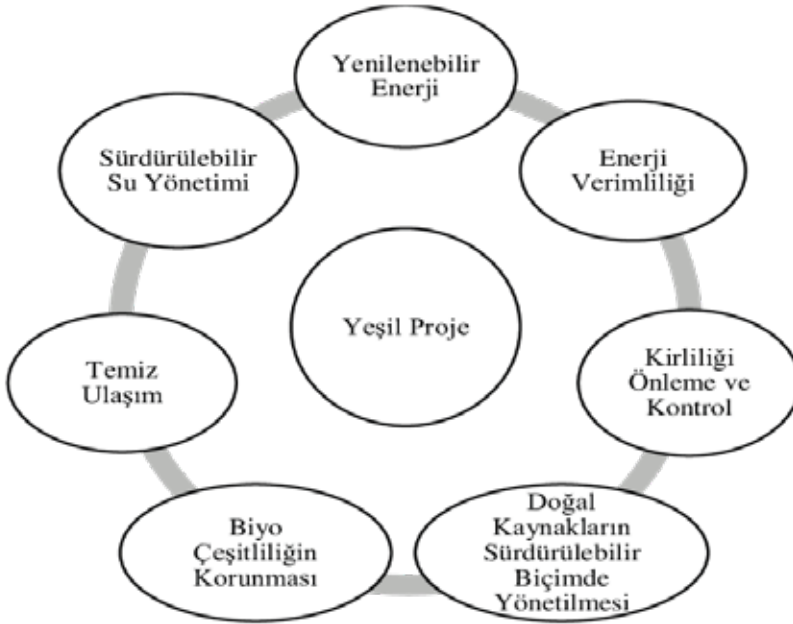 Yenilenebilir
Enerji
Enerji
Verimliliği
Kirliliği
Önleme ve
Kontrol
Doğal
Kaynakların
Sürdürülebilir
Biçimde
Yönetilmesi
Biyo
Çeşitliliğin
Korunması
Temiz
Ulaşım
Sürdürülebilir
Su Yönetimi
Yeşil Proje